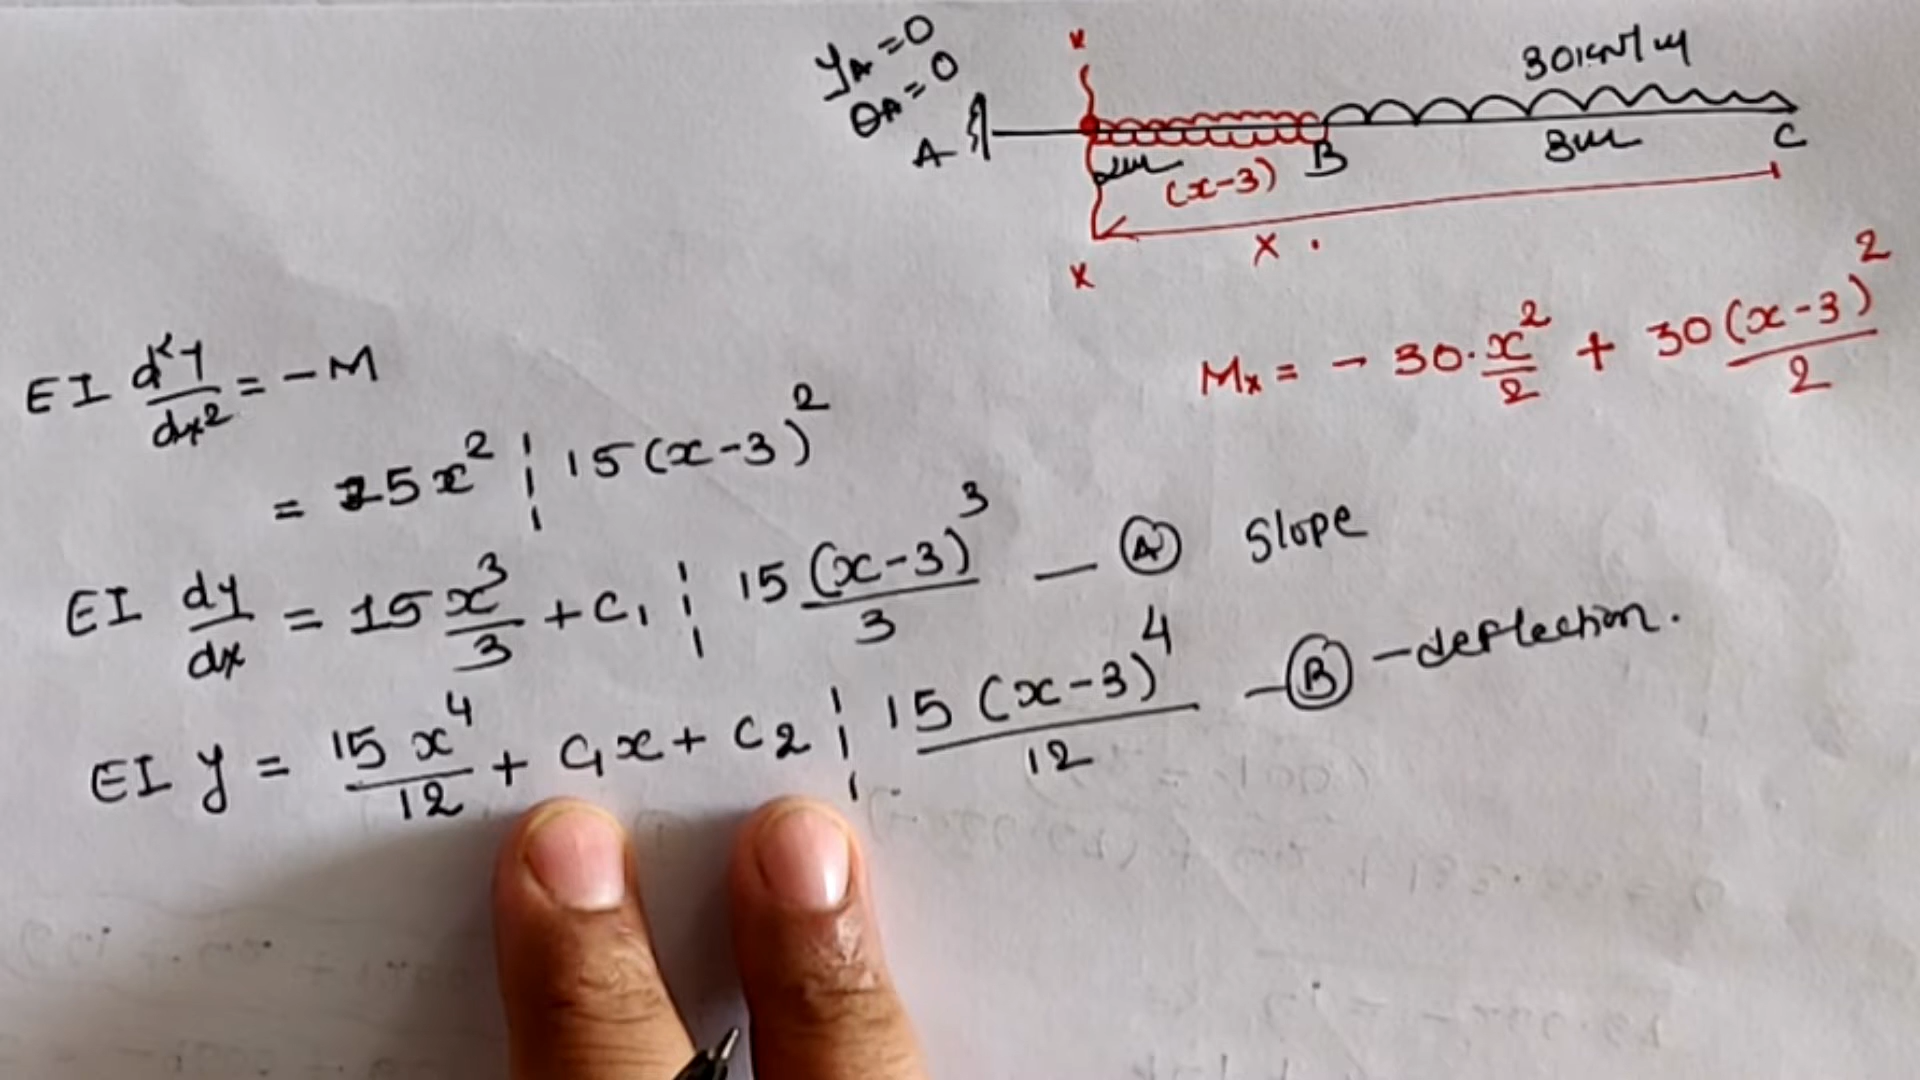 yA = 0
θA = 0
30kN/m
A
B
3m
C
(x-3)
x
x
x
Mx = - 30·x²/2 + 30(x-3)²/2
EI d²y/dx² = -M
= 15x² ¦ 15(x-3)²
EI dy/dx = 15 x³/3 + C₁ ¦ 15(x-3)³/3 — Ⓐ Slope
EI y = 15x⁴/12 + C₁x + C₂ ¦ 15(x-3)⁴/12 — Ⓑ - deflection.